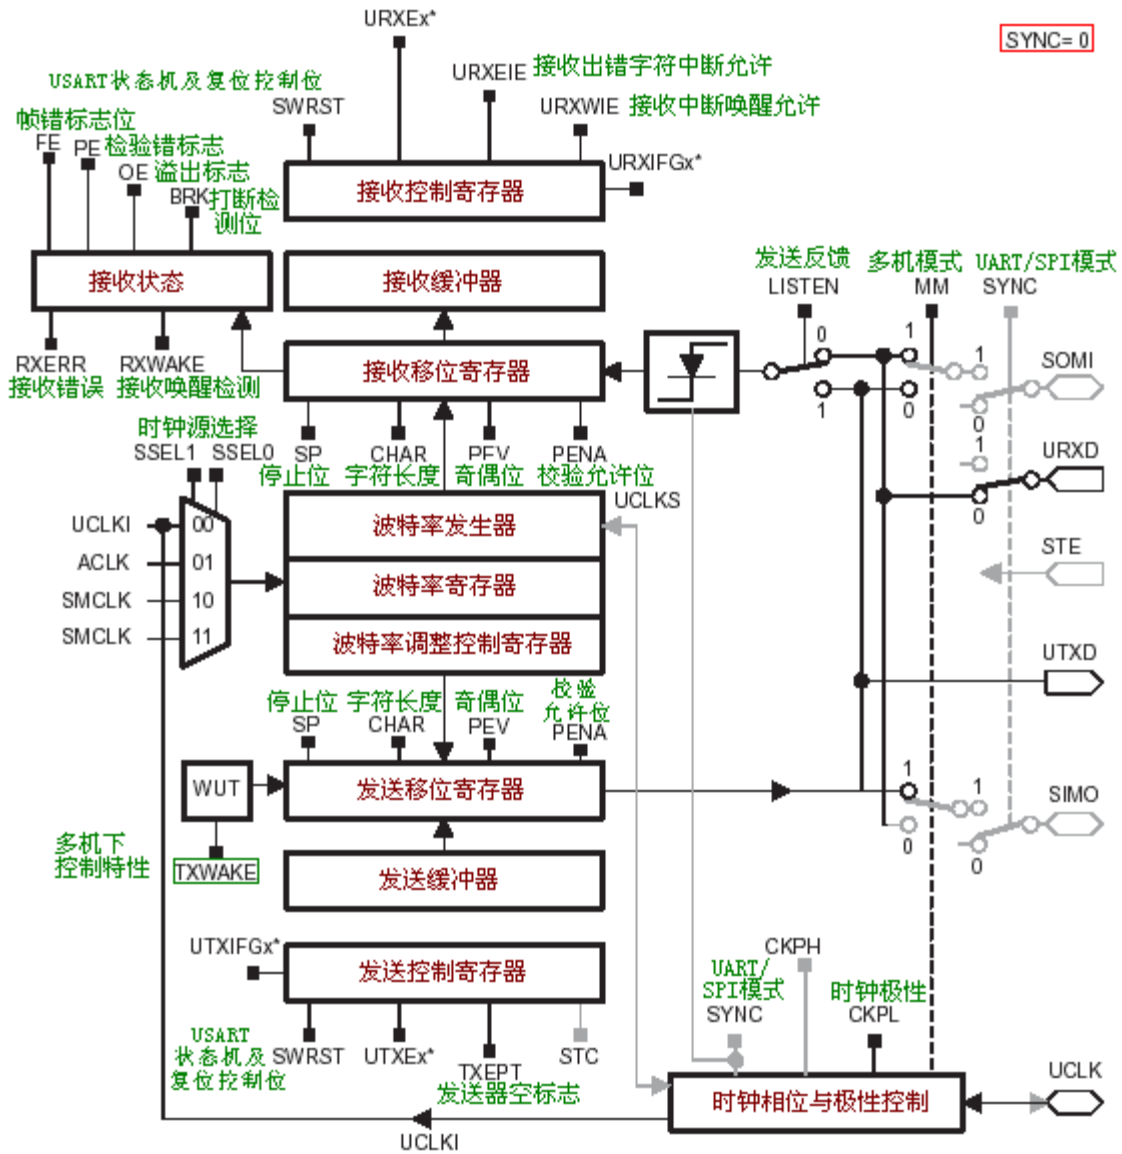 URXEx*
SYNC= 0
USART状态机及复位控制位
URXEIE 接收出错字符中断允许
SWRST
URXWIE 接收中断唤醒允许
帧错标志位
FE
PE 检验错标志
OE 溢出标志
BRK 打断检
测位
URXIFGx*
接收控制寄存器
接收状态
接收缓冲器
发送反馈
多机模式
UART/SPI模式
LISTEN
MM
SYNC
RXERR
RXWAKE
接收错误
接收唤醒检测
接收移位寄存器
0
1
1
SOMI
1
0
0
时钟源选择
SSEL1
SSEL0
SP
CHAR
PEV
PENA
停止位
字符长度
奇偶位
校验允许位
UCLKS
1
URXD
0
UCLKI
00
ACLK
01
SMCLK
10
SMCLK
11
波特率发生器
波特率寄存器
波特率调整控制寄存器
STE
UTXD
停止位
字符长度
奇偶位
校验
允许位
SP
CHAR
PEV
PENA
WUT
发送移位寄存器
1
1
SIMO
0
0
多机下
控制特性
TXWAKE
发送缓冲器
UTXIFGx*
发送控制寄存器
CKPH
UART/
SPI模式
时钟极性
SYNC
CKPL
USART
状态机及
复位控制位
SWRST
UTXEx*
TXEPT
STC
发送器空标志
时钟相位与极性控制
UCLK
UCLKI